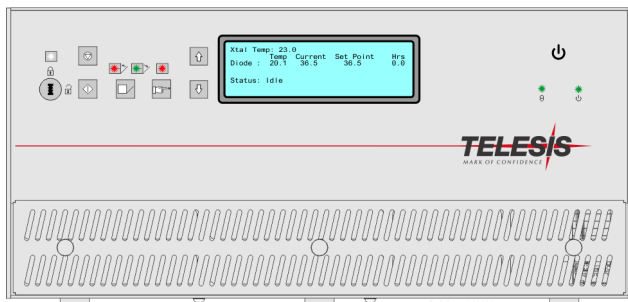 Xtal Temp: 23.0
Temp Current Set Point Hrs
Diode : 20.1 36.5 36.5 0.0
Status: Idle
TELESIS
MARK OF CONFIDENCE